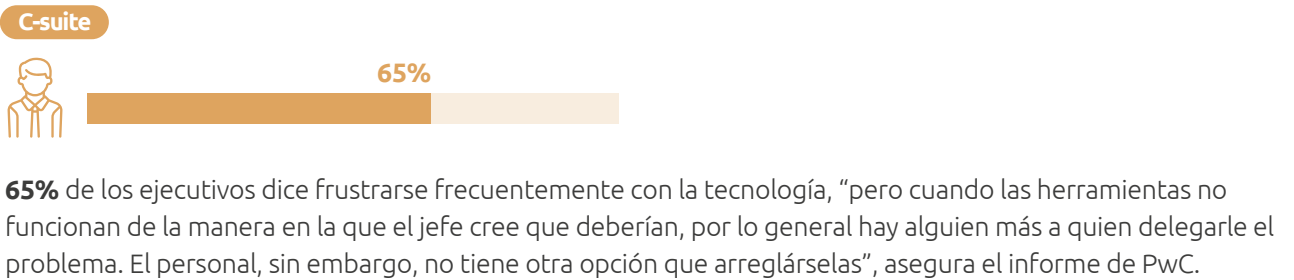 C-suite
65%
65% de los ejecutivos dice frustrarse frecuentemente con la tecnología, “pero cuando las herramientas no
funcionan de la manera en la que el jefe cree que deberían, por lo general hay alguien más a quien delegarle el
problema. El personal, sin embargo, no tiene otra opción que arreglárselas”, asegura el informe de PwC.